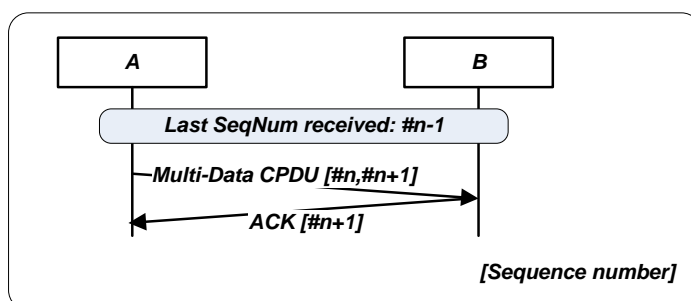 A
B
Last SeqNum received: #n-1
Multi-Data CPDU [#n,#n+1]
ACK [#n+1]
[Sequence number]